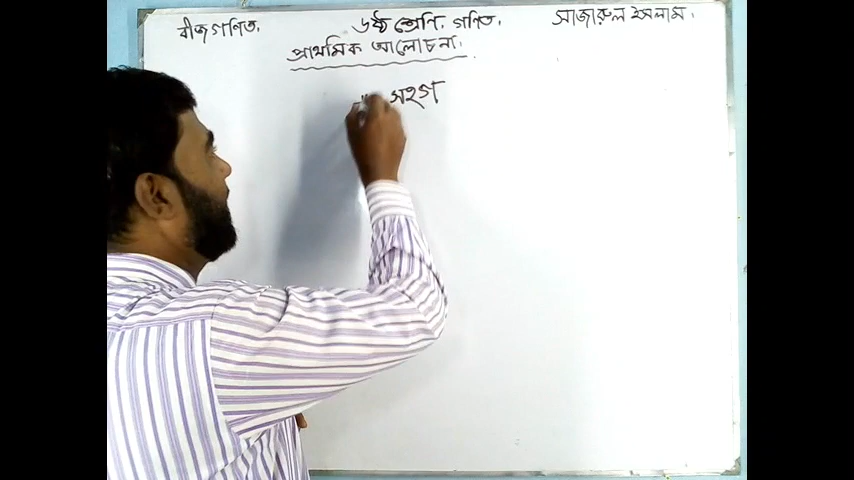 বীজগণিত. ৬ষ্ঠ শ্রেণি. গণিত. সাজারুল ইসলাম.
প্রাথমিক আলোচনা.
সহগ